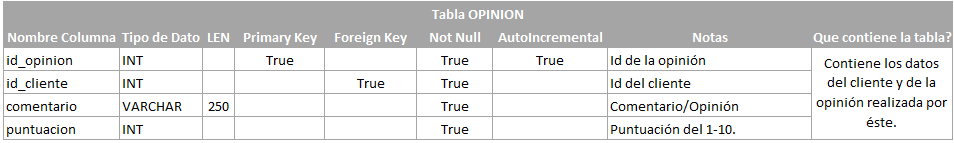 Tabla OPINION
Nombre Columna Tipo de Dato LEN Primary Key Foreign Key Not Null AutoIncremental Notas Que contiene la tabla?
id_opinion INT True True True Id de la opinión
id_cliente INT True True Id del cliente
comentario VARCHAR 250 True Comentario/Opinión
puntuacion INT True Puntuación del 1-10.
Contiene los datos
del cliente y de la
opinión realizada por
éste.